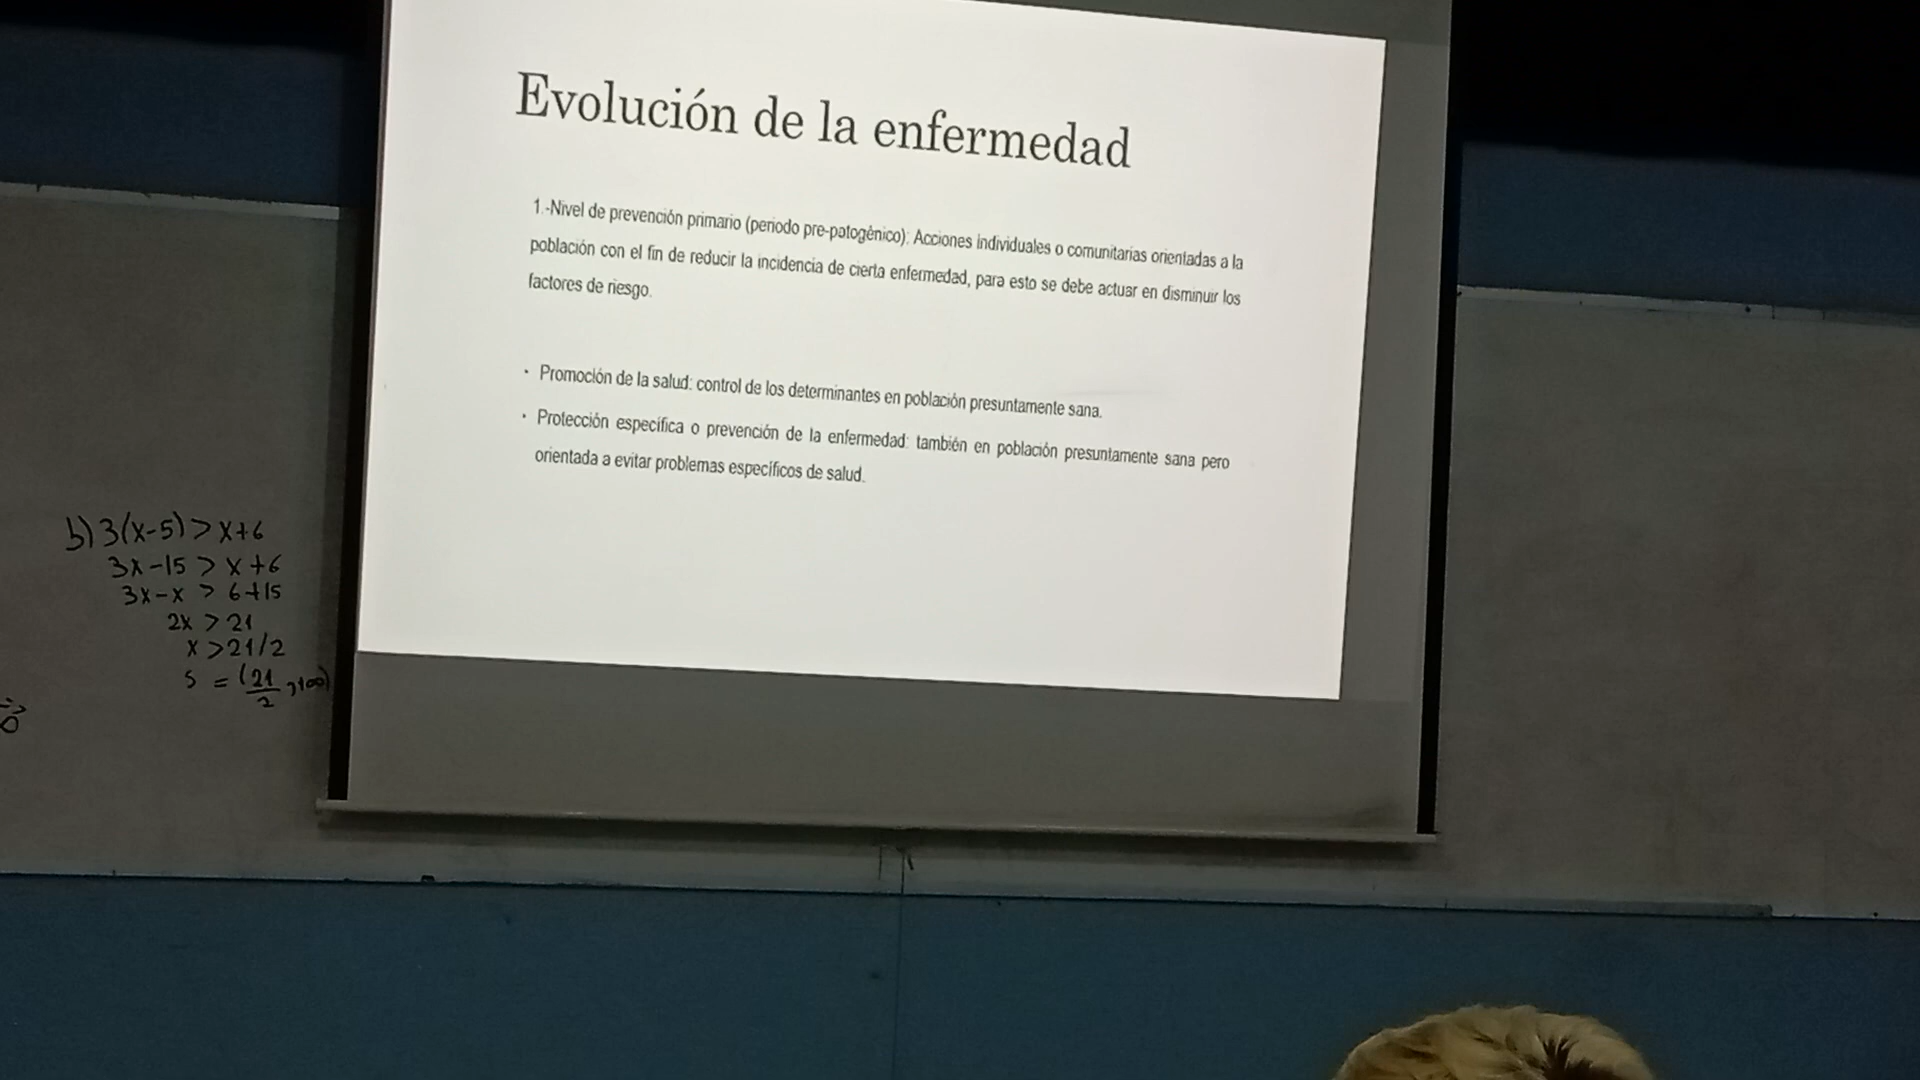 Evolución de la enfermedad
1.-Nivel de prevención primario (periodo pre-patogénico): Acciones individuales o comunitarias orientadas a la
población con el fin de reducir la incidencia de cierta enfermedad, para esto se debe actuar en disminuir los
factores de riesgo.
• Promoción de la salud: control de los determinantes en población presuntamente sana.
• Protección específica o prevención de la enfermedad: también en población presuntamente sana pero
orientada a evitar problemas específicos de salud.
b) 3(x-5) > x+6
3x-15 > x+6
3x-x > 6+15
2x > 21
x > 21/2
S = (21/2, +∞)